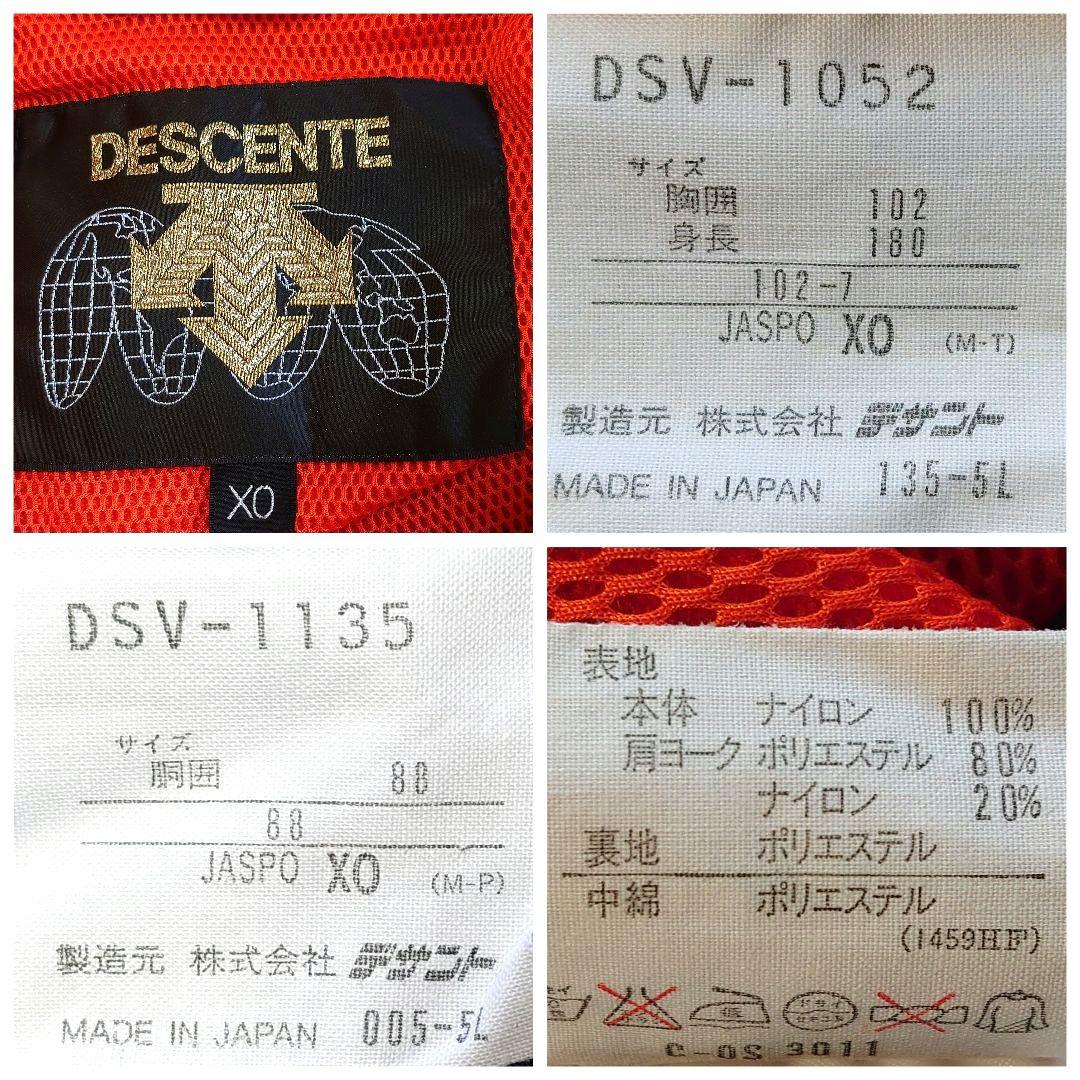 DESCENTE
XO
DSV-1052
サイズ
胸囲 102
身長 180
102-7
JASPO XO (M-T)
製造元 株式会社 デサント
MADE IN JAPAN 135-5L
DSV-1135
サイズ
胴囲 88
88
JASPO XO (M-P)
製造元 株式会社 デサント
MADE IN JAPAN 005-5L
表地
本体 ナイロン 100%
肩ヨーク ポリエステル 80%
ナイロン 20%
裏地 ポリエステル
中綿 ポリエステル
(1459HF)
低